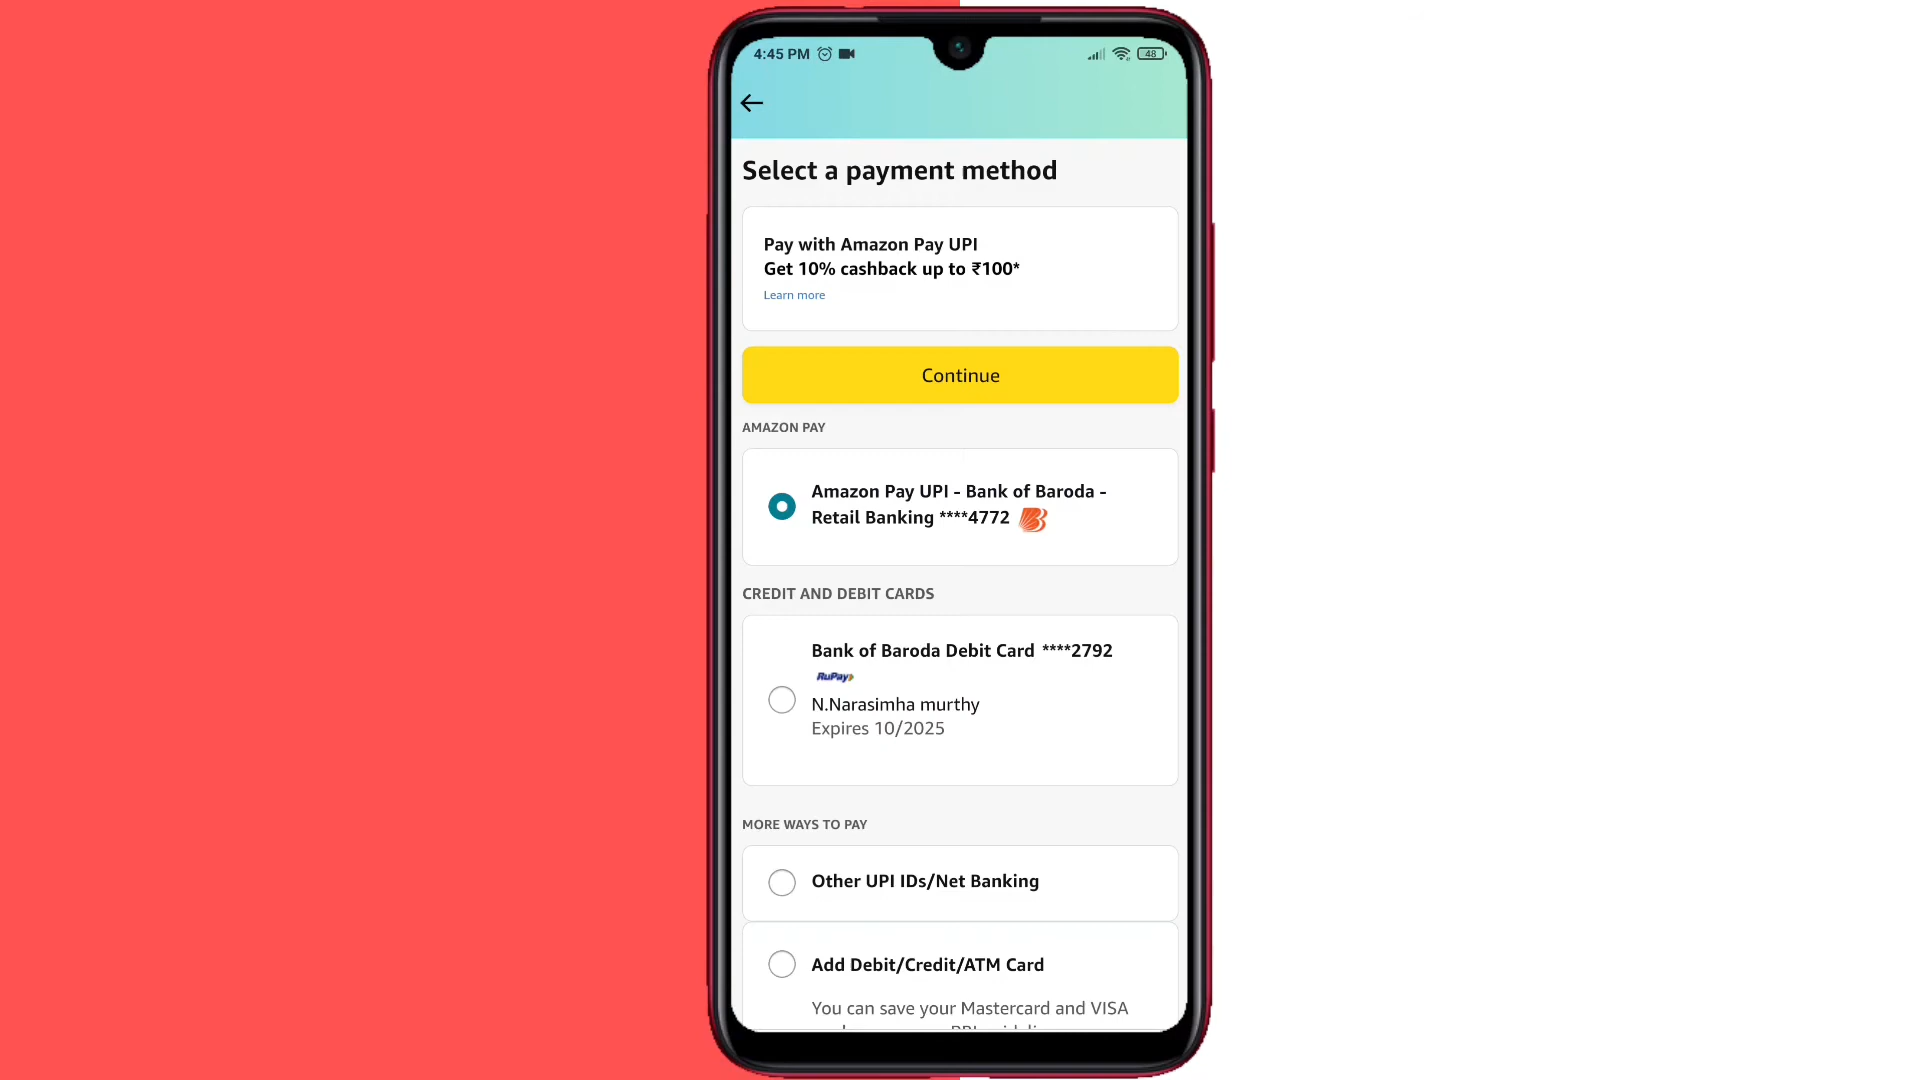 4:45 PM
48
Select a payment method
Pay with Amazon Pay UPI
Get 10% cashback up to ₹100*
Learn more
Continue
AMAZON PAY
Amazon Pay UPI - Bank of Baroda -
Retail Banking ****4772
CREDIT AND DEBIT CARDS
Bank of Baroda Debit Card ****2792
RuPay
N.Narasimha murthy
Expires 10/2025
MORE WAYS TO PAY
Other UPI IDs/Net Banking
Add Debit/Credit/ATM Card
You can save your Mastercard and VISA